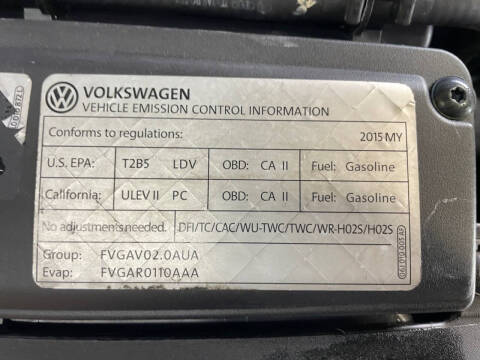 VOLKSWAGEN
VEHICLE EMISSION CONTROL INFORMATION
Conforms to regulations: 2015 MY
U.S. EPA: T2B5 LDV OBD: CA II Fuel: Gasoline
California: ULEV II PC OBD: CA II Fuel: Gasoline
No adjustments needed. DFI/TC/CAC/WU-TWC/TWC/WR-HO2S/HO2S
Group: FVGAV02.0AUA
Evap: FVGAR0110AAA